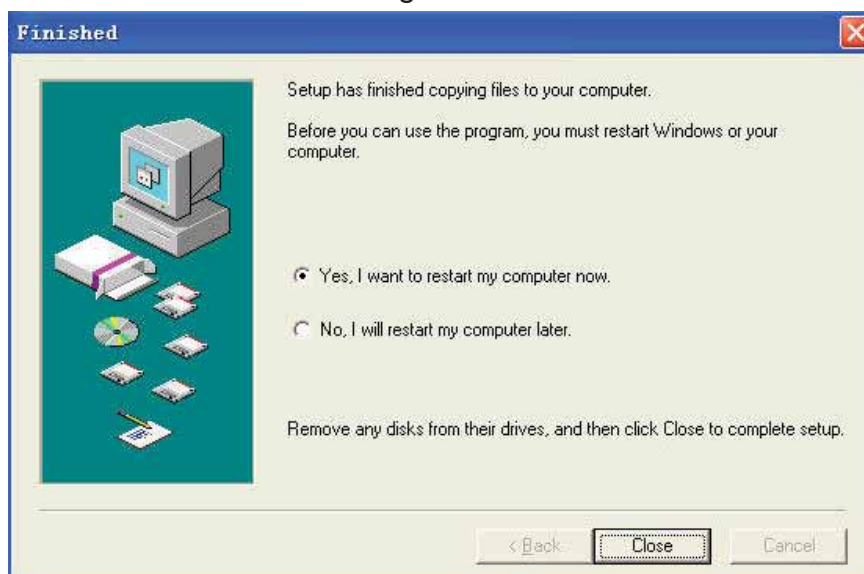 Finished
Setup has finished copying files to your computer.
Before you can use the program, you must restart Windows or your
computer.
Yes, I want to restart my computer now.
No, I will restart my computer later.
Remove any disks from their drives, and then click Close to complete setup.
< Back
Close
Cancel